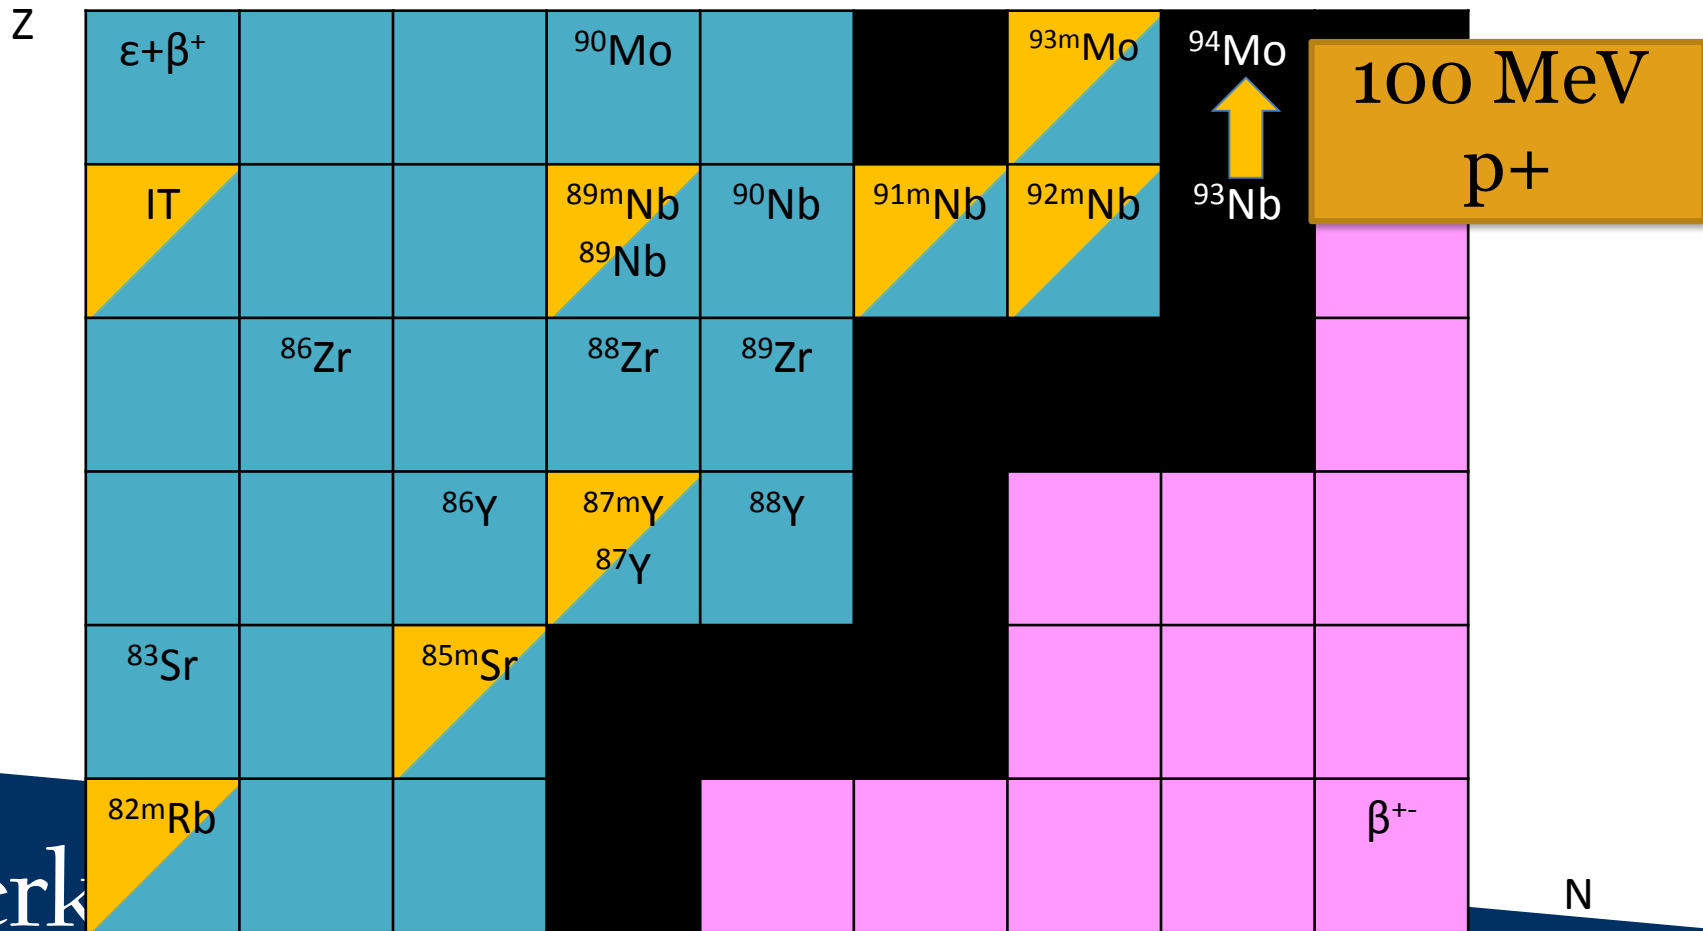 Z
ε+β⁺
⁹⁰Mo
⁹³ᵐMo
⁹⁴Mo
100 MeV
p+
IT
⁸⁹ᵐNb
⁸⁹Nb
⁹⁰Nb
⁹¹ᵐNb
⁹²ᵐNb
⁹³Nb
⁸⁶Zr
⁸⁸Zr
⁸⁹Zr
⁸⁶Y
⁸⁷ᵐY
⁸⁷Y
⁸⁸Y
⁸³Sr
⁸⁵ᵐSr
⁸²ᵐRb
β⁺⁻
N